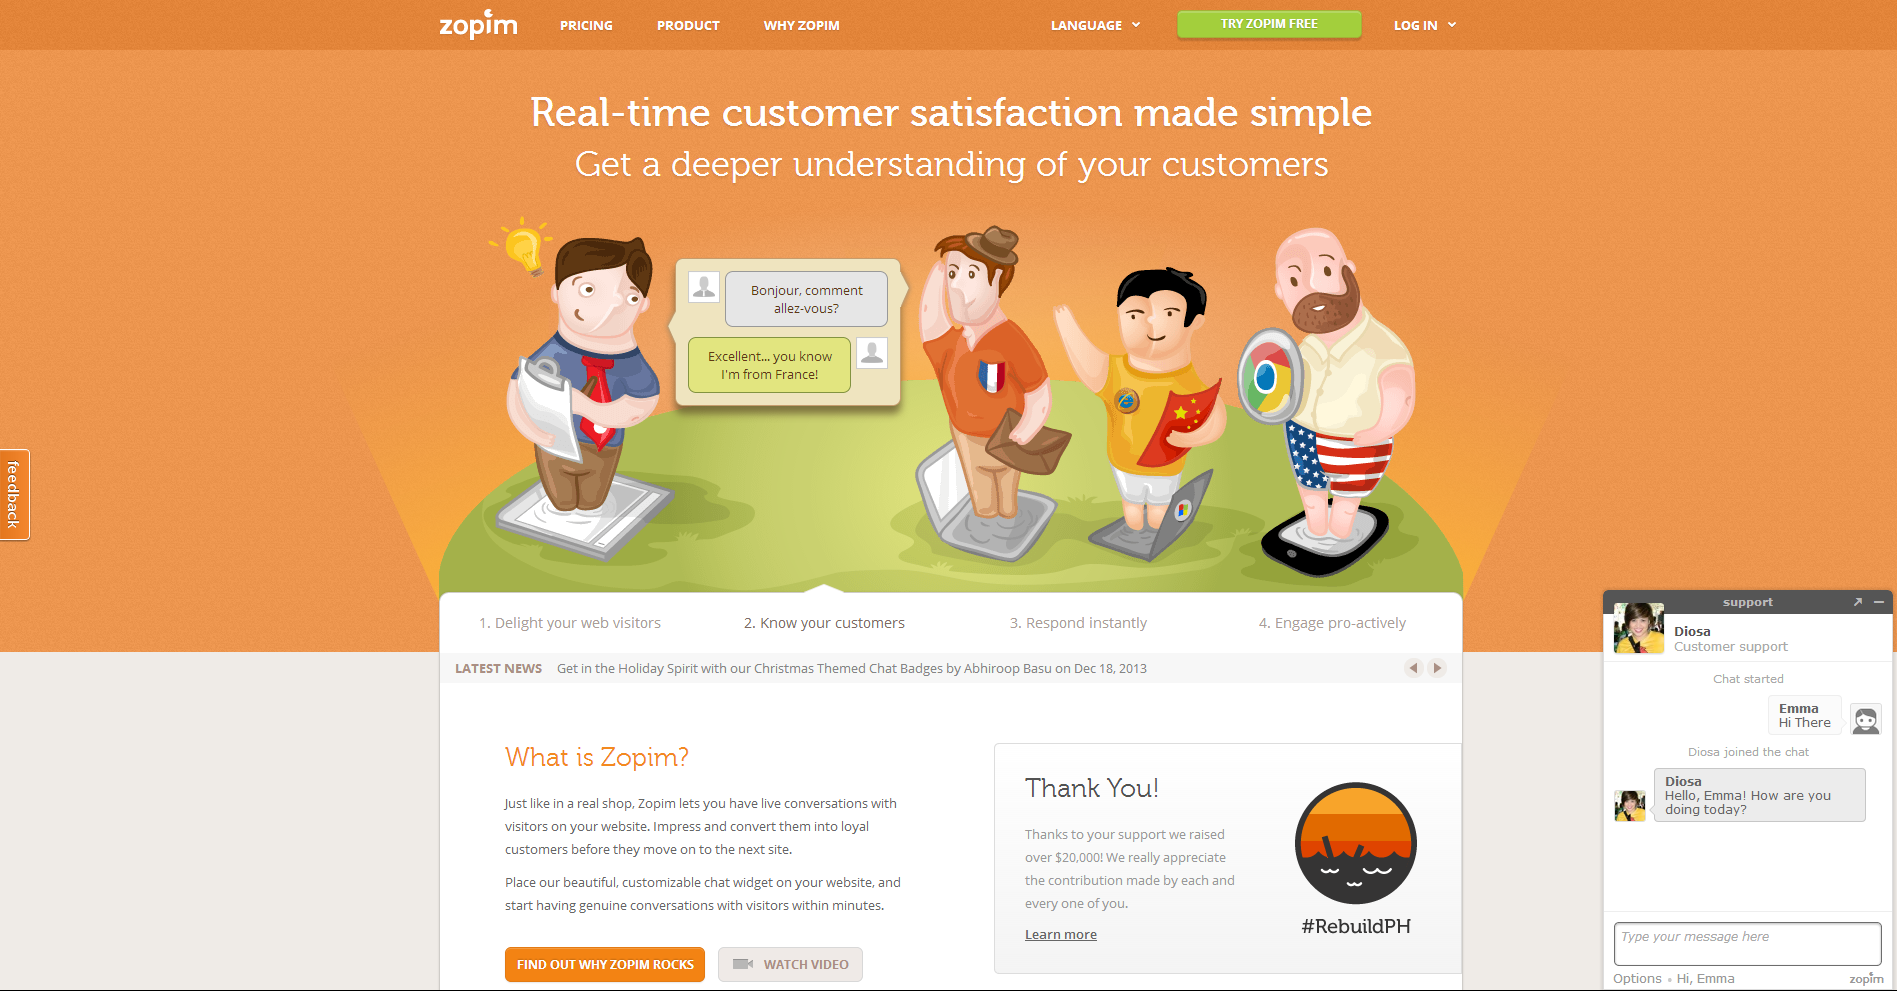 zopim
PRICING
PRODUCT
WHY ZOPIM
LANGUAGE
TRY ZOPIM FREE
LOG IN
Real-time customer satisfaction made simple
Get a deeper understanding of your customers
Bonjour, comment
allez-vous?
Excellent... you know
I'm from France!
feedback
1. Delight your web visitors
2. Know your customers
3. Respond instantly
4. Engage pro-actively
LATEST NEWS
Get in the Holiday Spirit with our Christmas Themed Chat Badges by Abhiroop Basu on Dec 18, 2013
What is Zopim?
Just like in a real shop, Zopim lets you have live conversations with
visitors on your website. Impress and convert them into loyal
customers before they move on to the next site.
Place our beautiful, customizable chat widget on your website, and
start having genuine conversations with visitors within minutes.
FIND OUT WHY ZOPIM ROCKS
WATCH VIDEO
Thank You!
Thanks to your support we raised
over $20,000! We really appreciate
the contribution made by each and
every one of you.
Learn more
#RebuildPH
support
Diosa
Customer support
Chat started
Emma
Hi There
Diosa joined the chat
Diosa
Hello, Emma! How are you
doing today?
Type your message here
Options • Hi, Emma
zopim